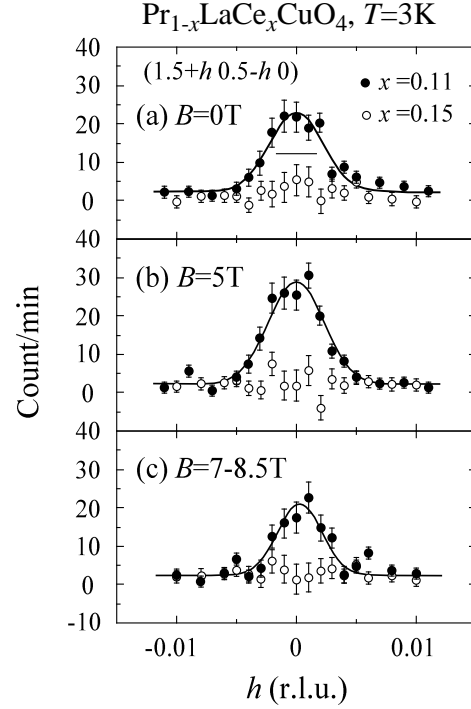 Pr1-xLaCexCuO4, T=3K
(1.5+h 0.5-h 0)
x=0.11
x=0.15
(a) B=0T
40
30
20
10
0
(b) B=5T
40
30
20
10
0
(c) B=7-8.5T
40
30
20
10
0
-10
Count/min
-0.01 0 0.01
h (r.l.u.)